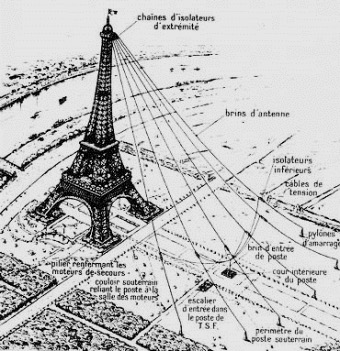 chaînes d'isolateurs
d'extrémité
brins d'antenne
isolateurs
inférieurs
câbles de
tension
pylônes
d'amarrage
brin d'entrée
de poste
cour intérieure
du poste
pilier renfermant les
moteurs de secours
couloir souterrain
reliant le poste à la
salle des moteurs
escalier
d'entrée dans
le poste de
T.S.F.
périmètre du
poste souterrain